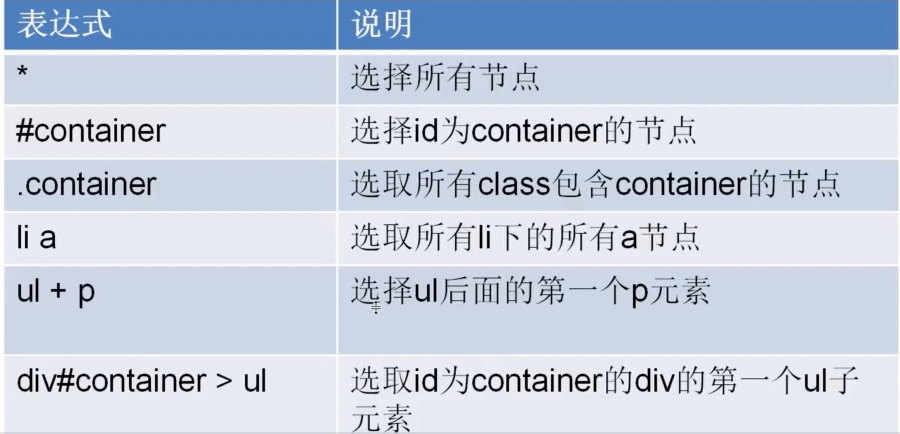 表达式 说明
* 选择所有节点
#container 选择id为container的节点
.container 选取所有class包含container的节点
li a 选取所有li下的所有a节点
ul + p 选择ul后面的第一个p元素
div#container > ul 选取id为container的div的第一个ul子
元素